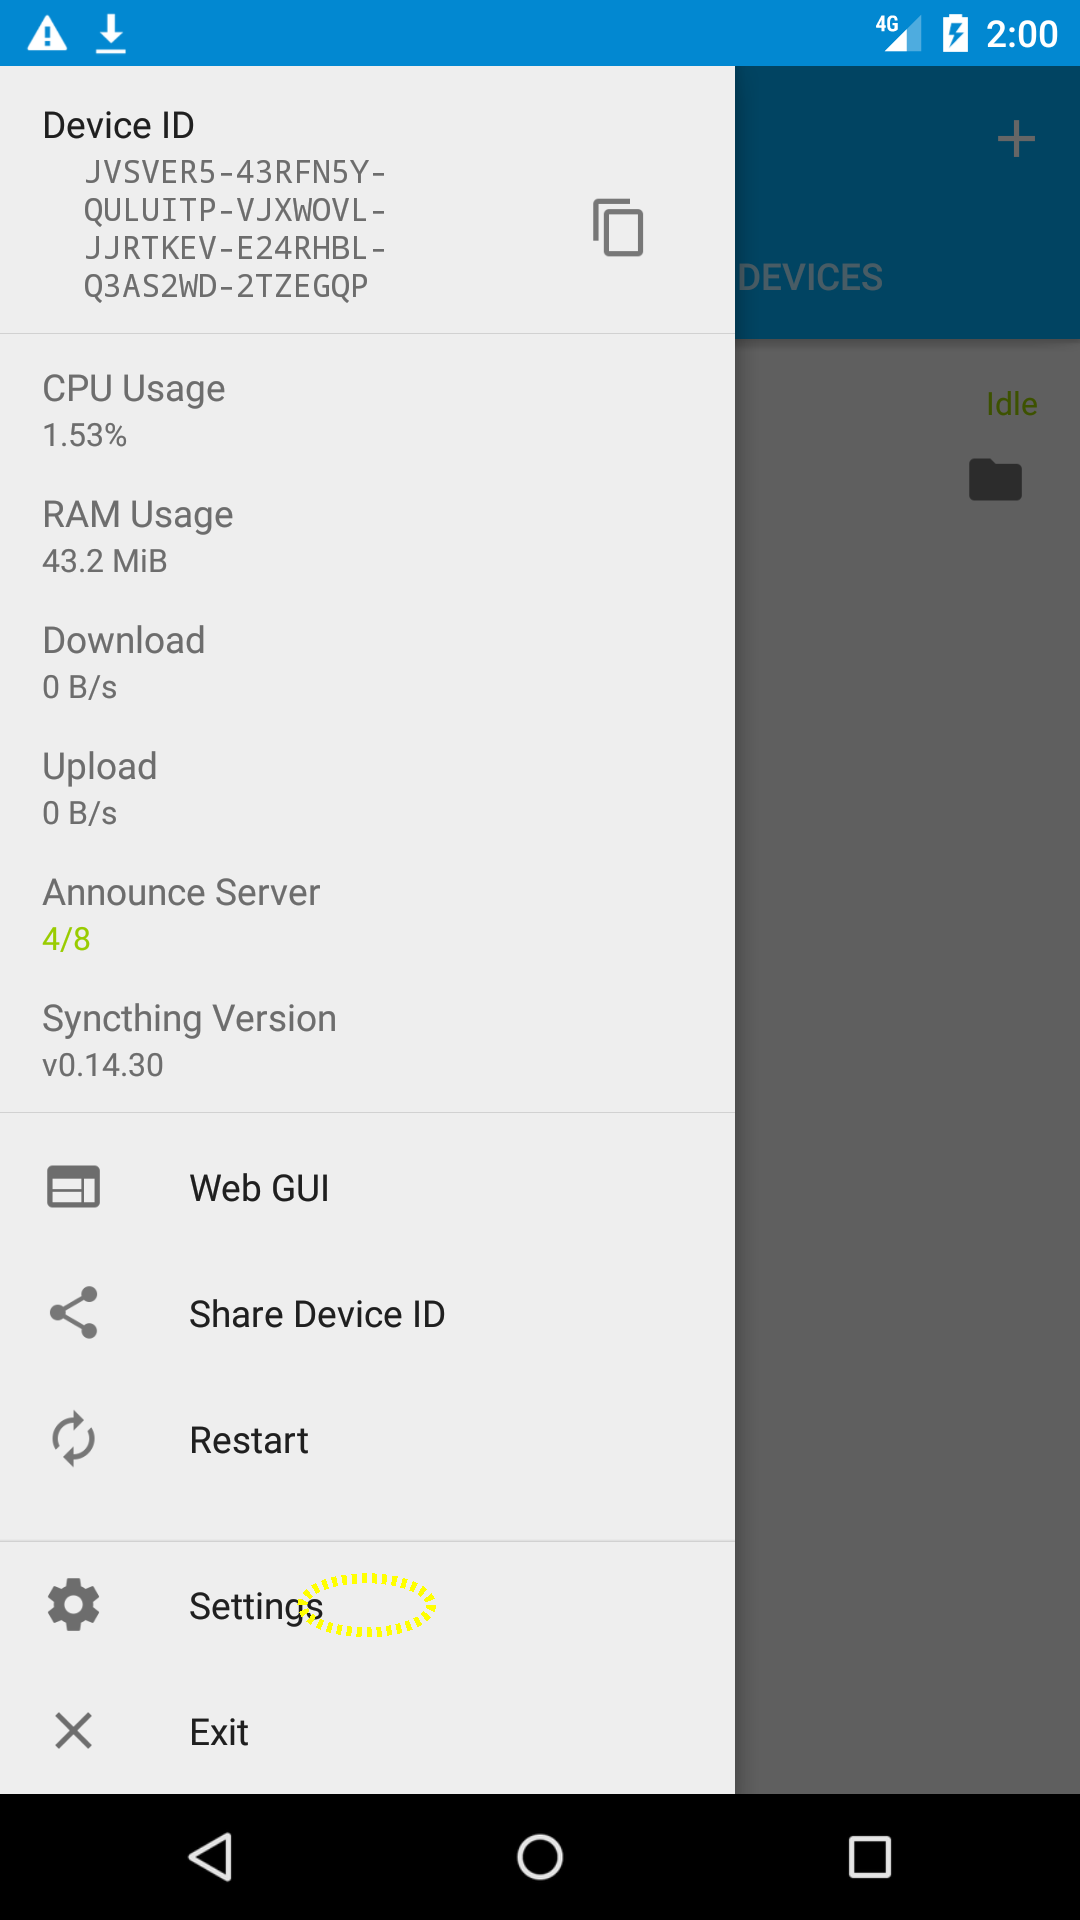 4G 2:00
Device ID
JVSVER5-43RFN5Y-
QULUITP-VJXWOVL-
JJRTKEV-E24RHBL-
Q3AS2WD-2TZEGQP
DEVICES
Idle
CPU Usage
1.53%
RAM Usage
43.2 MiB
Download
0 B/s
Upload
0 B/s
Announce Server
4/8
Syncthing Version
v0.14.30
Web GUI
Share Device ID
Restart
Settings
Exit